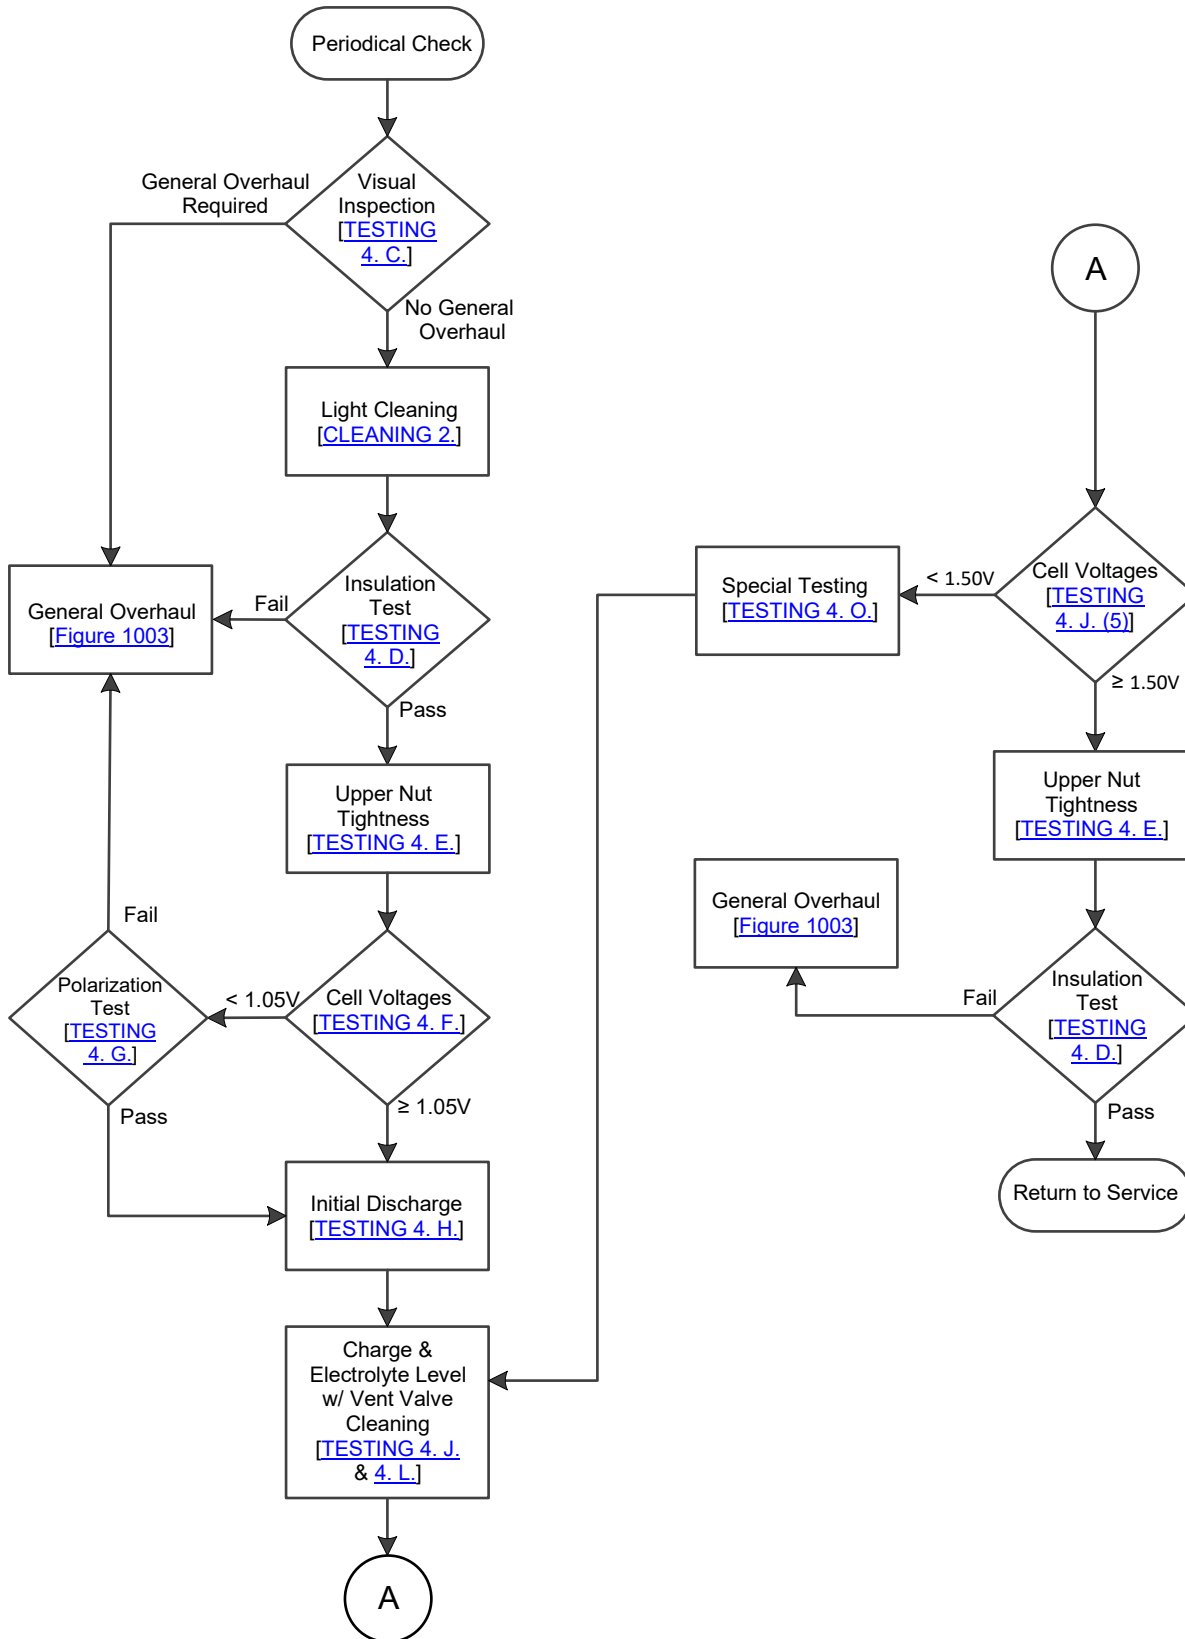 Periodical Check
General Overhaul
Required
Visual
Inspection
[TESTING
4. C.]
No General
Overhaul
Light Cleaning
[CLEANING 2.]
Insulation
Test
[TESTING
4. D.]
Fail
General Overhaul
[Figure 1003]
Pass
Upper Nut
Tightness
[TESTING 4. E.]
Cell Voltages
[TESTING 4. F.]
< 1.05V
Polarization
Test
[TESTING
4. G.]
Fail
Pass
≥ 1.05V
Initial Discharge
[TESTING 4. H.]
Charge &
Electrolyte Level
w/ Vent Valve
Cleaning
[TESTING 4. J.
& 4. L.]
A
A
Cell Voltages
[TESTING
4. J. (5)]
< 1.50V
Special Testing
[TESTING 4. O.]
≥ 1.50V
Upper Nut
Tightness
[TESTING 4. E.]
Insulation
Test
[TESTING
4. D.]
Fail
General Overhaul
[Figure 1003]
Pass
Return to Service